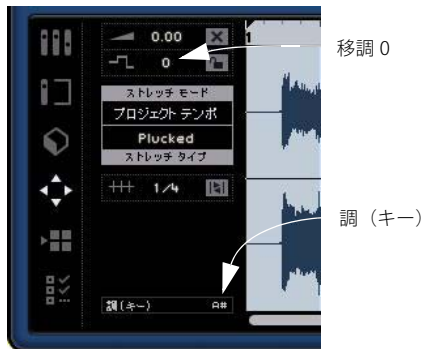 0.00
1
0
移調 0
ストレッチ モード
プロジェクト テンポ
Plucked
ストレッチ タイプ
1/4
調(キー)
調(キー) A#